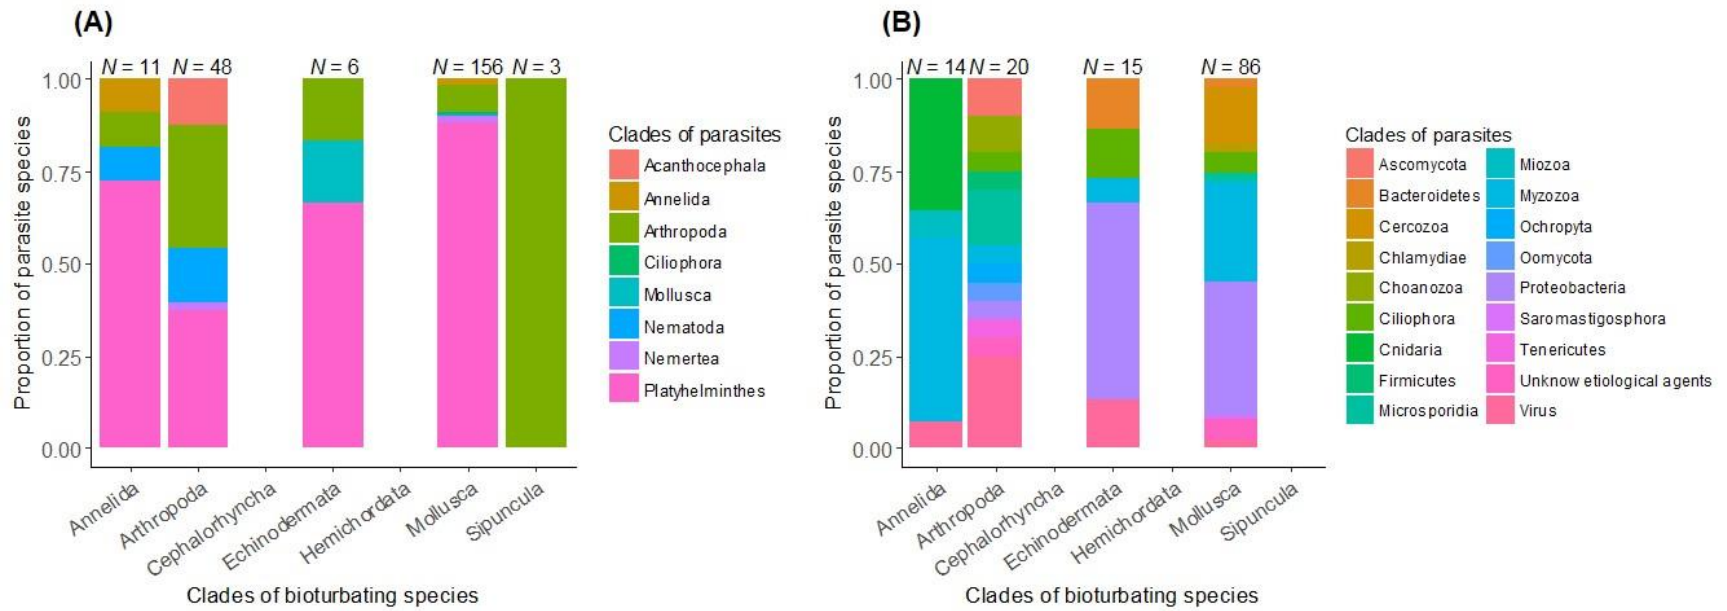 (A)
N = 11 N = 48 N = 6 N = 156 N = 3
1.00
0.75
0.50
0.25
0.00
Proportion of parasite species
Annelida
Arthropoda
Cephalorhyncha
Echinodermata
Hemichordata
Mollusca
Sipuncula
Clades of bioturbating species
Clades of parasites
Acanthocephala
Annelida
Arthropoda
Ciliophora
Mollusca
Nematoda
Nemertea
Platyhelminthes
(B)
N = 14 N = 20 N = 15 N = 86
1.00
0.75
0.50
0.25
0.00
Proportion of parasite species
Annelida
Arthropoda
Cephalorhyncha
Echinodermata
Hemichordata
Mollusca
Sipuncula
Clades of bioturbating species
Clades of parasites
Ascomycota
Bacteroidetes
Cercozoa
Chlamydiae
Choanozoa
Ciliophora
Cnidaria
Firmicutes
Microsporidia
Miozoa
Myzozoa
Ochropyta
Oomycota
Proteobacteria
Saromastigosphora
Tenericutes
Unknow etiological agents
Virus